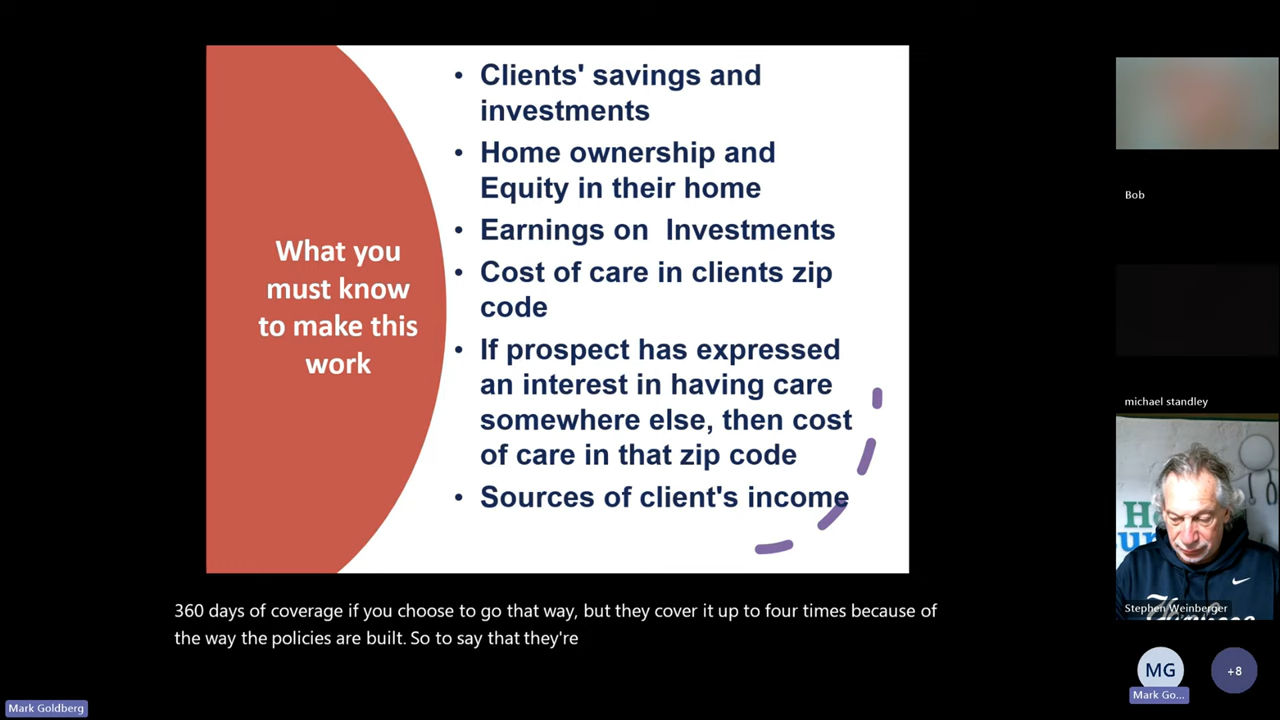 What you
must know
to make this
work
• Clients' savings and
investments
• Home ownership and
Equity in their home
• Earnings on  Investments
• Cost of care in clients zip
code
• If prospect has expressed
an interest in having care
somewhere else, then cost
of care in that zip code
• Sources of client's income
360 days of coverage if you choose to go that way, but they cover it up to four times because of
the way the policies are built. So to say that they're
Mark Goldberg
Bob
michael standley
Stephen Weinberger
MG
Mark Go...
+8